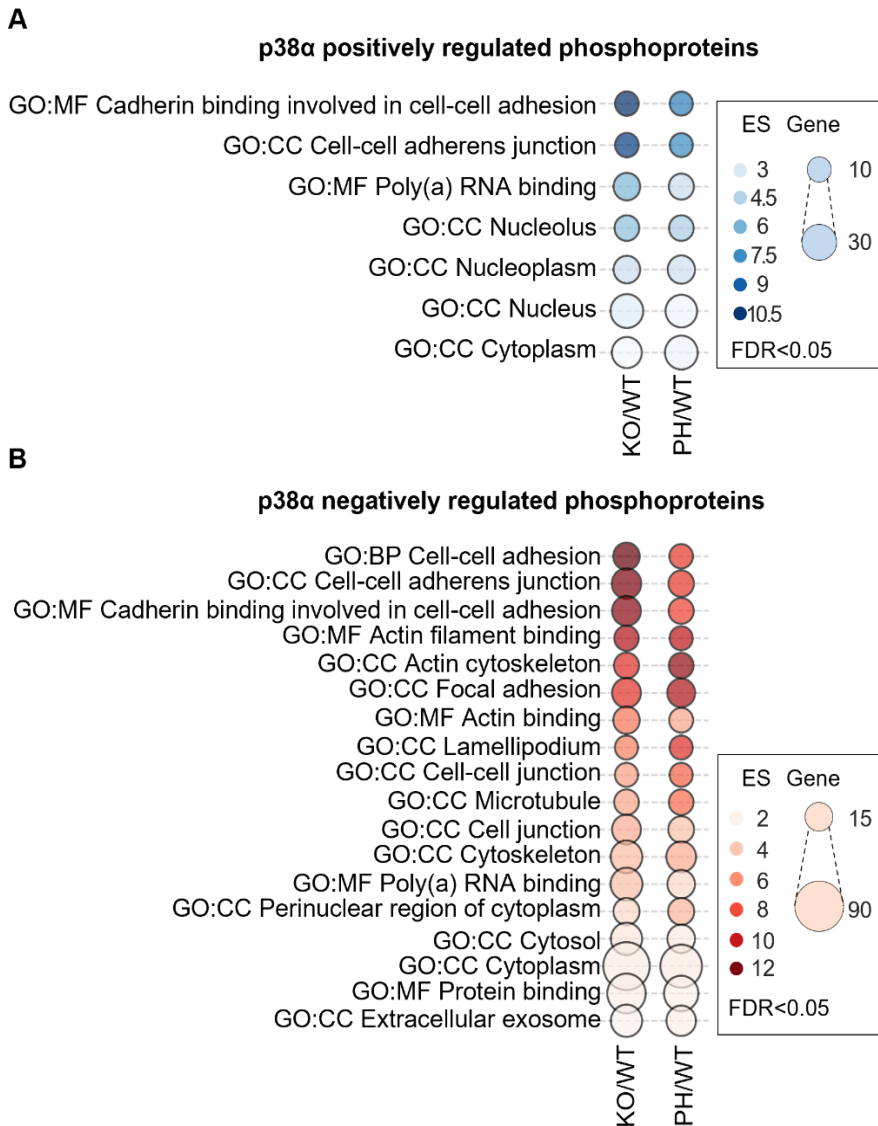 A
p38α positively regulated phosphoproteins
GO:MF Cadherin binding involved in cell-cell adhesion
GO:CC Cell-cell adherens junction
GO:MF Poly(a) RNA binding
GO:CC Nucleolus
GO:CC Nucleoplasm
GO:CC Nucleus
GO:CC Cytoplasm
KO/WT
PH/WT
ES Gene
3
4.5
6
7.5
9
10.5
10
30
FDR<0.05
B
p38α negatively regulated phosphoproteins
GO:BP Cell-cell adhesion
GO:CC Cell-cell adherens junction
GO:MF Cadherin binding involved in cell-cell adhesion
GO:MF Actin filament binding
GO:CC Actin cytoskeleton
GO:CC Focal adhesion
GO:MF Actin binding
GO:CC Lamellipodium
GO:CC Cell-cell junction
GO:CC Microtubule
GO:CC Cell junction
GO:CC Cytoskeleton
GO:MF Poly(a) RNA binding
GO:CC Perinuclear region of cytoplasm
GO:CC Cytosol
GO:CC Cytoplasm
GO:MF Protein binding
GO:CC Extracellular exosome
KO/WT
PH/WT
ES Gene
2
4
6
8
10
12
15
90
FDR<0.05